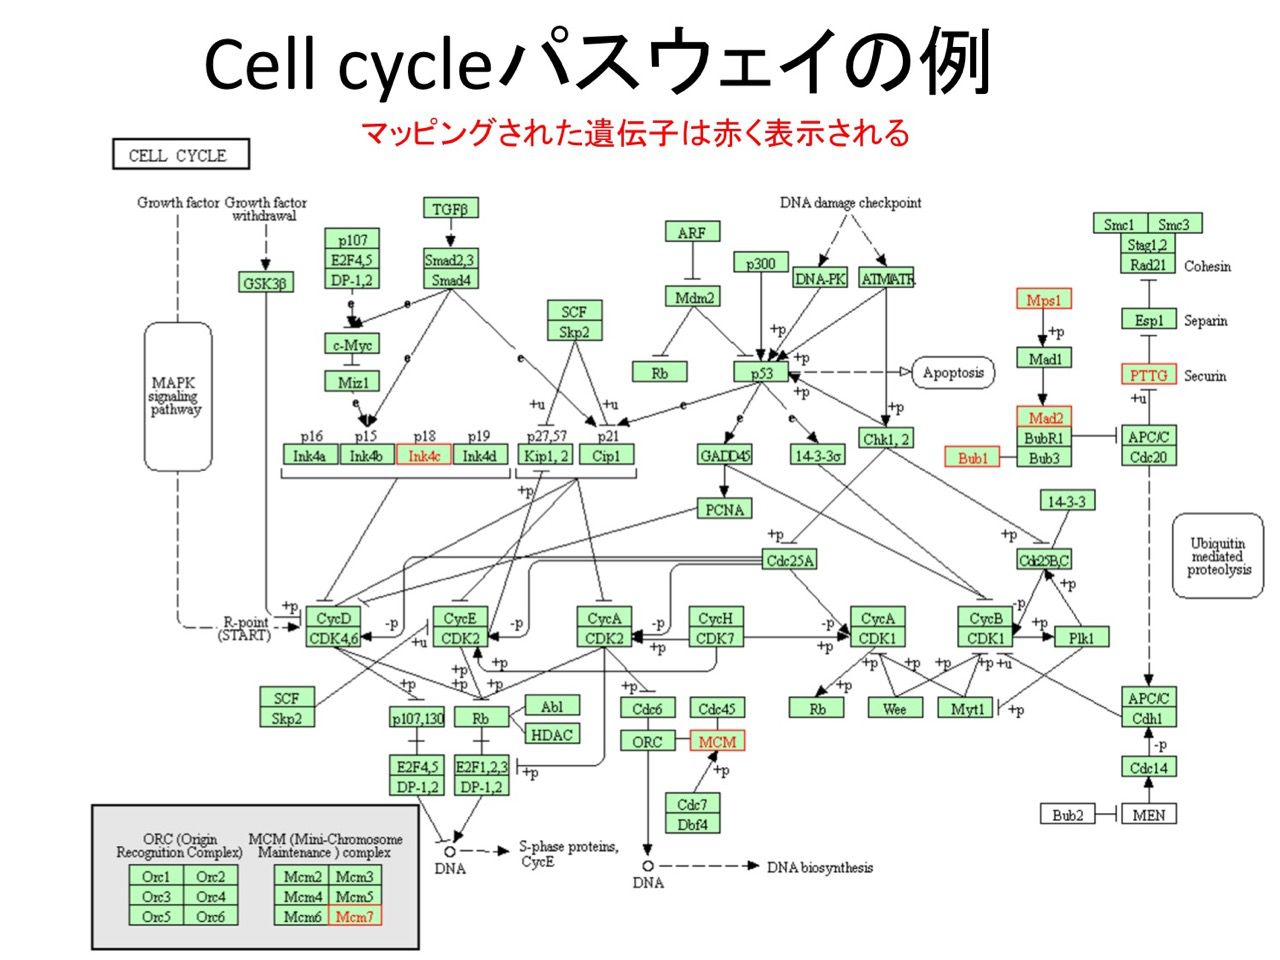 Cell cycleパスウェイの例
マッピングされた遺伝子は赤く表示される
CELL CYCLE
Growth factor
Growth factor
withdrawal
GSK3β
MAPK
signaling
pathway
R-point
(START)
p107
E2F4,5
DP-1,2
e
c-Myc
Miz1
e
TGFβ
Smad2,3
Smad4
e
e
e
SCF
Skp2
+u
+u
ARF
Mdm2
Rb
p300
DNA damage checkpoint
DNA-PK
ATM/ATR
+p
+p
p53
+p
Apoptosis
e
e
e
+p
Chk1, 2
Mps1
+p
Mad1
Mad2
BubR1
Bub3
Bub1
Smc1
Smc3
Stag1,2
Rad21
Cohesin
Esp1
Separin
PTTG
Securin
+u
APC/C
Cdc20
p16
Ink4a
p15
Ink4b
p18
Ink4c
p19
Ink4d
p27,57
Kip1, 2
p21
Cip1
+p
GADD45
14-3-3σ
PCNA
14-3-3
+p
Cdc25A
+p
Cdc25B,C
Ubiquitin
mediated
proteolysis
+p
CycD
CDK4,6
-p
+u
CycE
CDK2
-p
CycA
CDK2
-p
+p
CycH
CDK7
-p
+p
CycA
CDK1
CycB
CDK1
-p
+p
+p
Plk1
+p
+p
+p
+p
+p
SCF
Skp2
p107,130
Rb
Abl
HDAC
E2F4,5
DP-1,2
E2F1,2,3
DP-1,2
+p
Cdc6
Cdc45
ORC
MCM
+p
Cdc7
Dbf4
+p
Rb
+p
+p
+p
+p
+u
Wee
Myt1
+p
APC/C
Cdh1
-p
Cdc14
Bub2
MEN
DNA
S-phase proteins,
CycE
DNA
DNA biosynthesis
ORC (Origin
Recognition Complex)
Orc1
Orc2
Orc3
Orc4
Orc5
Orc6
MCM (Mini-Chromosome
Maintenance ) complex
Mcm2
Mcm3
Mcm4
Mcm5
Mcm6
Mcm7